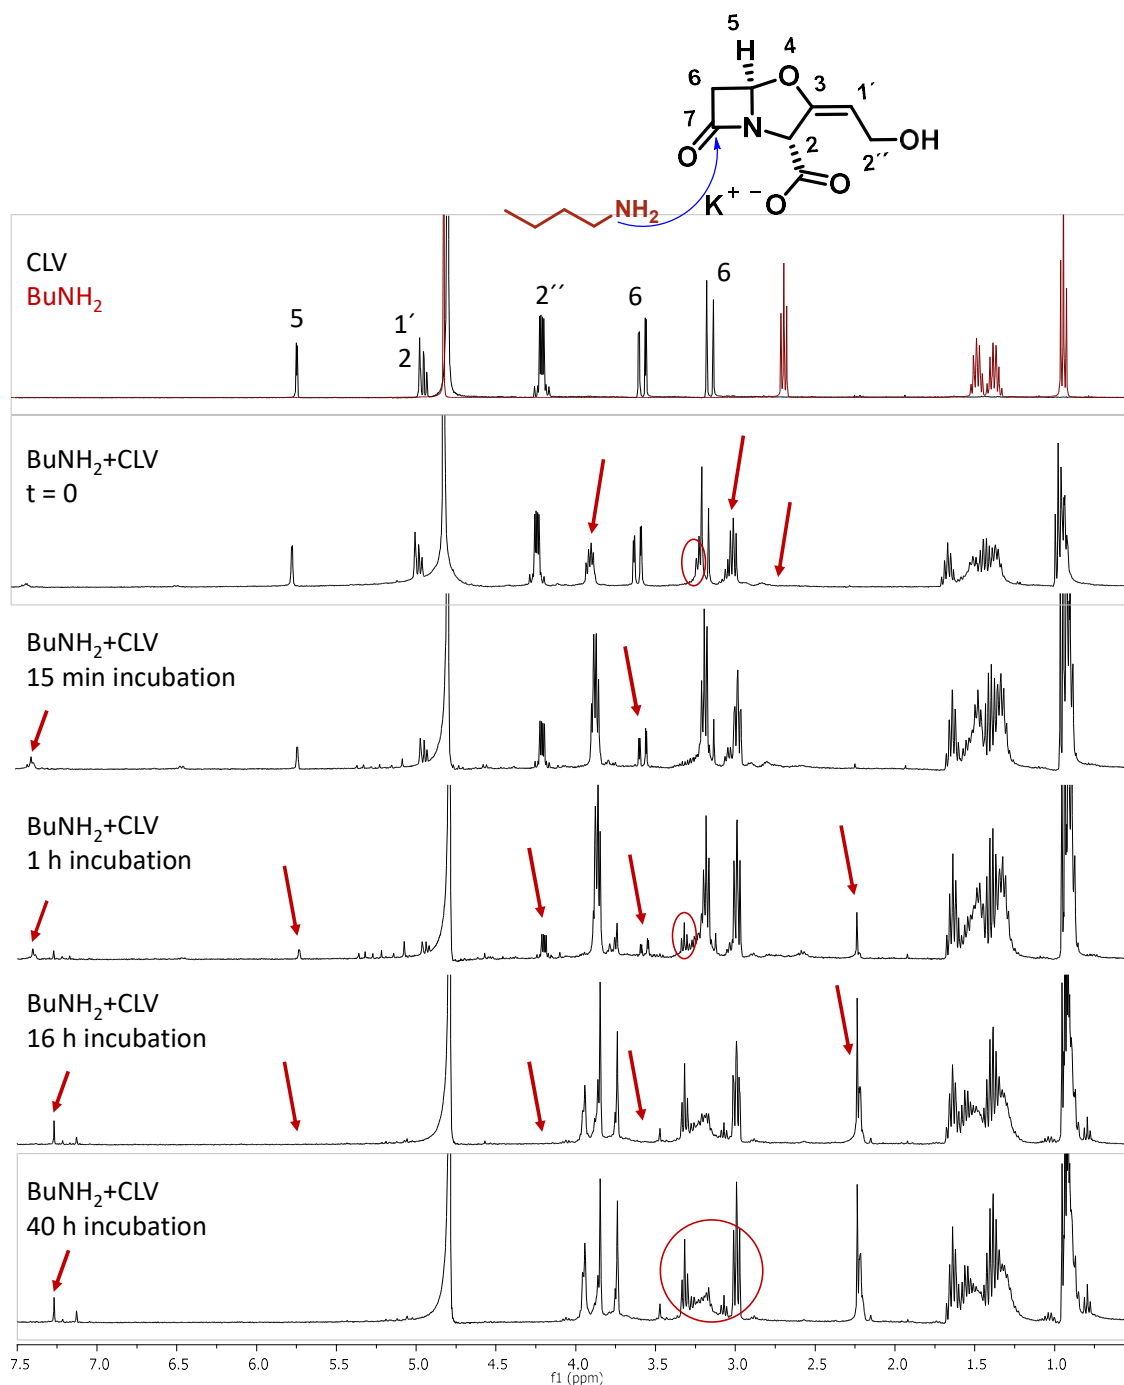 5
H
4
O
6
3
1´
7
N
2
OH
O
2´´
O
K⁺ ⁻O
NH₂
CLV
BuNH₂
5
1´
2
2´´
6
6
BuNH₂+CLV
t = 0
BuNH₂+CLV
15 min incubation
BuNH₂+CLV
1 h incubation
BuNH₂+CLV
16 h incubation
BuNH₂+CLV
40 h incubation
7.5 7.0 6.5 6.0 5.5 5.0 4.5 4.0 3.5 3.0 2.5 2.0 1.5 1.0
f1 (ppm)